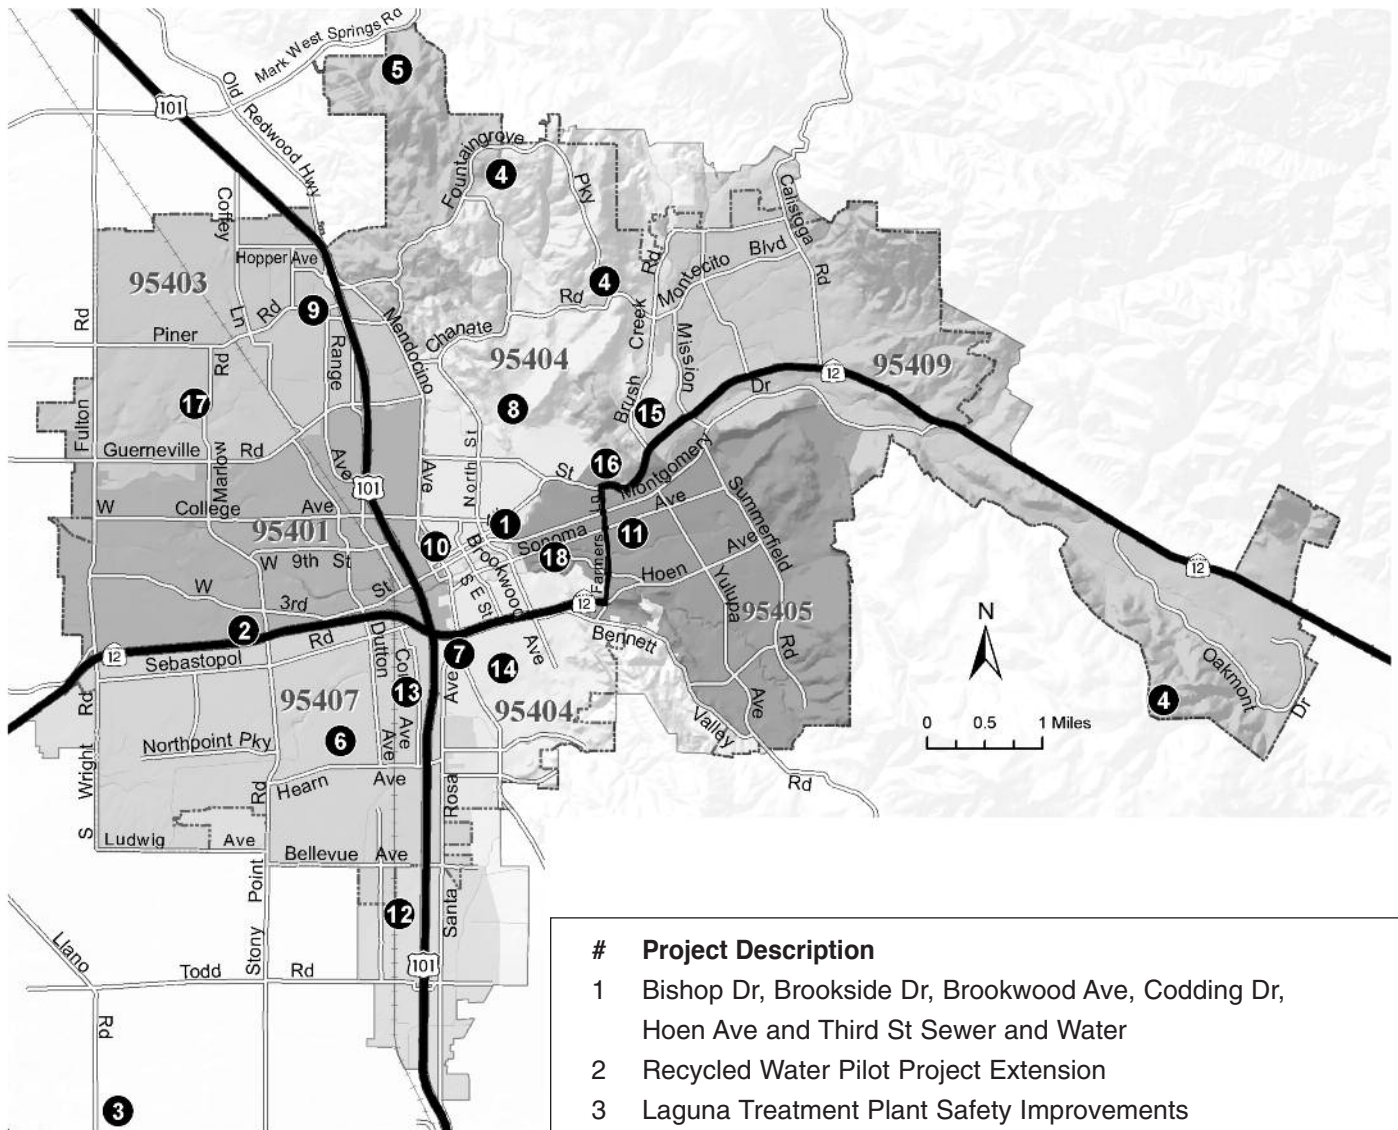 Mark West Springs Rd
5
Old Redwood Hwy
101
Fountaingrove Pky
4
Calistoga Rd
Coffey Ln
Hopper Ave
95403
9
Piner Rd
Fulton Rd
Range Ave
Mendocino Ave
Chanate Rd
4
Brush Creek Rd
Montecito Blvd
Mission
95404
95409
12
8
17
15
Marlow Rd
Guerneville Rd
North St
16
St
Montgomery Dr
Summerfield Rd
101
W College Ave
95401
10
1
Brookwood Ave
Sonoma Ave
18
11
Farmers Ln
Hoen Ave
Yulupa Ave
95405
W 9th St
W 3rd St
S E St
12
12
Bennett Valley Rd
N
0 0.5 1 Miles
Oakmont Dr
4
2
12
Sebastopol Rd
Dutton Ave
7
14
95404
95407
13
6
Northpoint Pky
Hearn Ave
S Wright Rd
Santa Rosa Ave
Ludwig Ave
Bellevue Ave
Stony Point Rd
12
101
Llano Rd
Todd Rd
3
# Project Description
1 Bishop Dr, Brookside Dr, Brookwood Ave, Codding Dr,
Hoen Ave and Third St Sewer and Water
2 Recycled Water Pilot Project Extension
3 Laguna Treatment Plant Safety Improvements